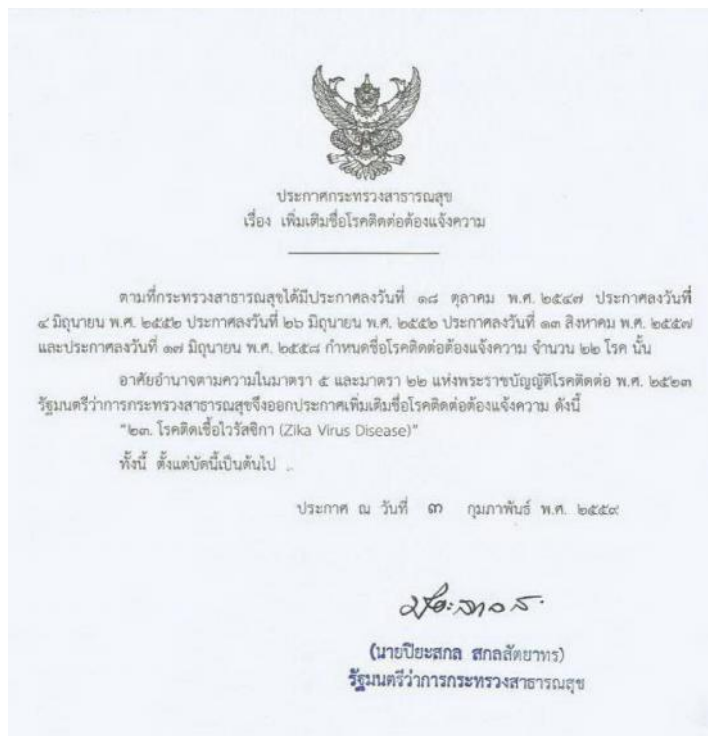 ประกาศกระทรวงสาธารณสุข
เรื่อง เพิ่มเติมชื่อโรคติดต่อต้องแจ้งความ
ตามที่กระทรวงสาธารณสุขได้มีประกาศลงวันที่ ๑๘ ตุลาคม พ.ศ. ๒๕๔๗ ประกาศลงวันที่
๔ มิถุนายน พ.ศ. ๒๕๕๒ ประกาศลงวันที่ ๒๖ มิถุนายน พ.ศ. ๒๕๕๒ ประกาศลงวันที่ ๑๓ สิงหาคม พ.ศ. ๒๕๕๗
และประกาศลงวันที่ ๑๗ มิถุนายน พ.ศ. ๒๕๕๘ กำหนดชื่อโรคติดต่อต้องแจ้งความ จำนวน ๒๒ โรค นั้น
อาศัยอำนาจตามความในมาตรา ๕ และมาตรา ๒๒ แห่งพระราชบัญญัติโรคติดต่อ พ.ศ. ๒๕๒๓
รัฐมนตรีว่าการกระทรวงสาธารณสุขจึงออกประกาศเพิ่มเติมชื่อโรคติดต่อต้องแจ้งความ ดังนี้
"๒๓. โรคติดเชื้อไวรัสซิกา (Zika Virus Disease)"
ทั้งนี้ ตั้งแต่บัดนี้เป็นต้นไป
ประกาศ ณ วันที่ ๓ กุมภาพันธ์ พ.ศ. ๒๕๕๙
(นายปิยะสกล สกลสัตยาทร)
รัฐมนตรีว่าการกระทรวงสาธารณสุข